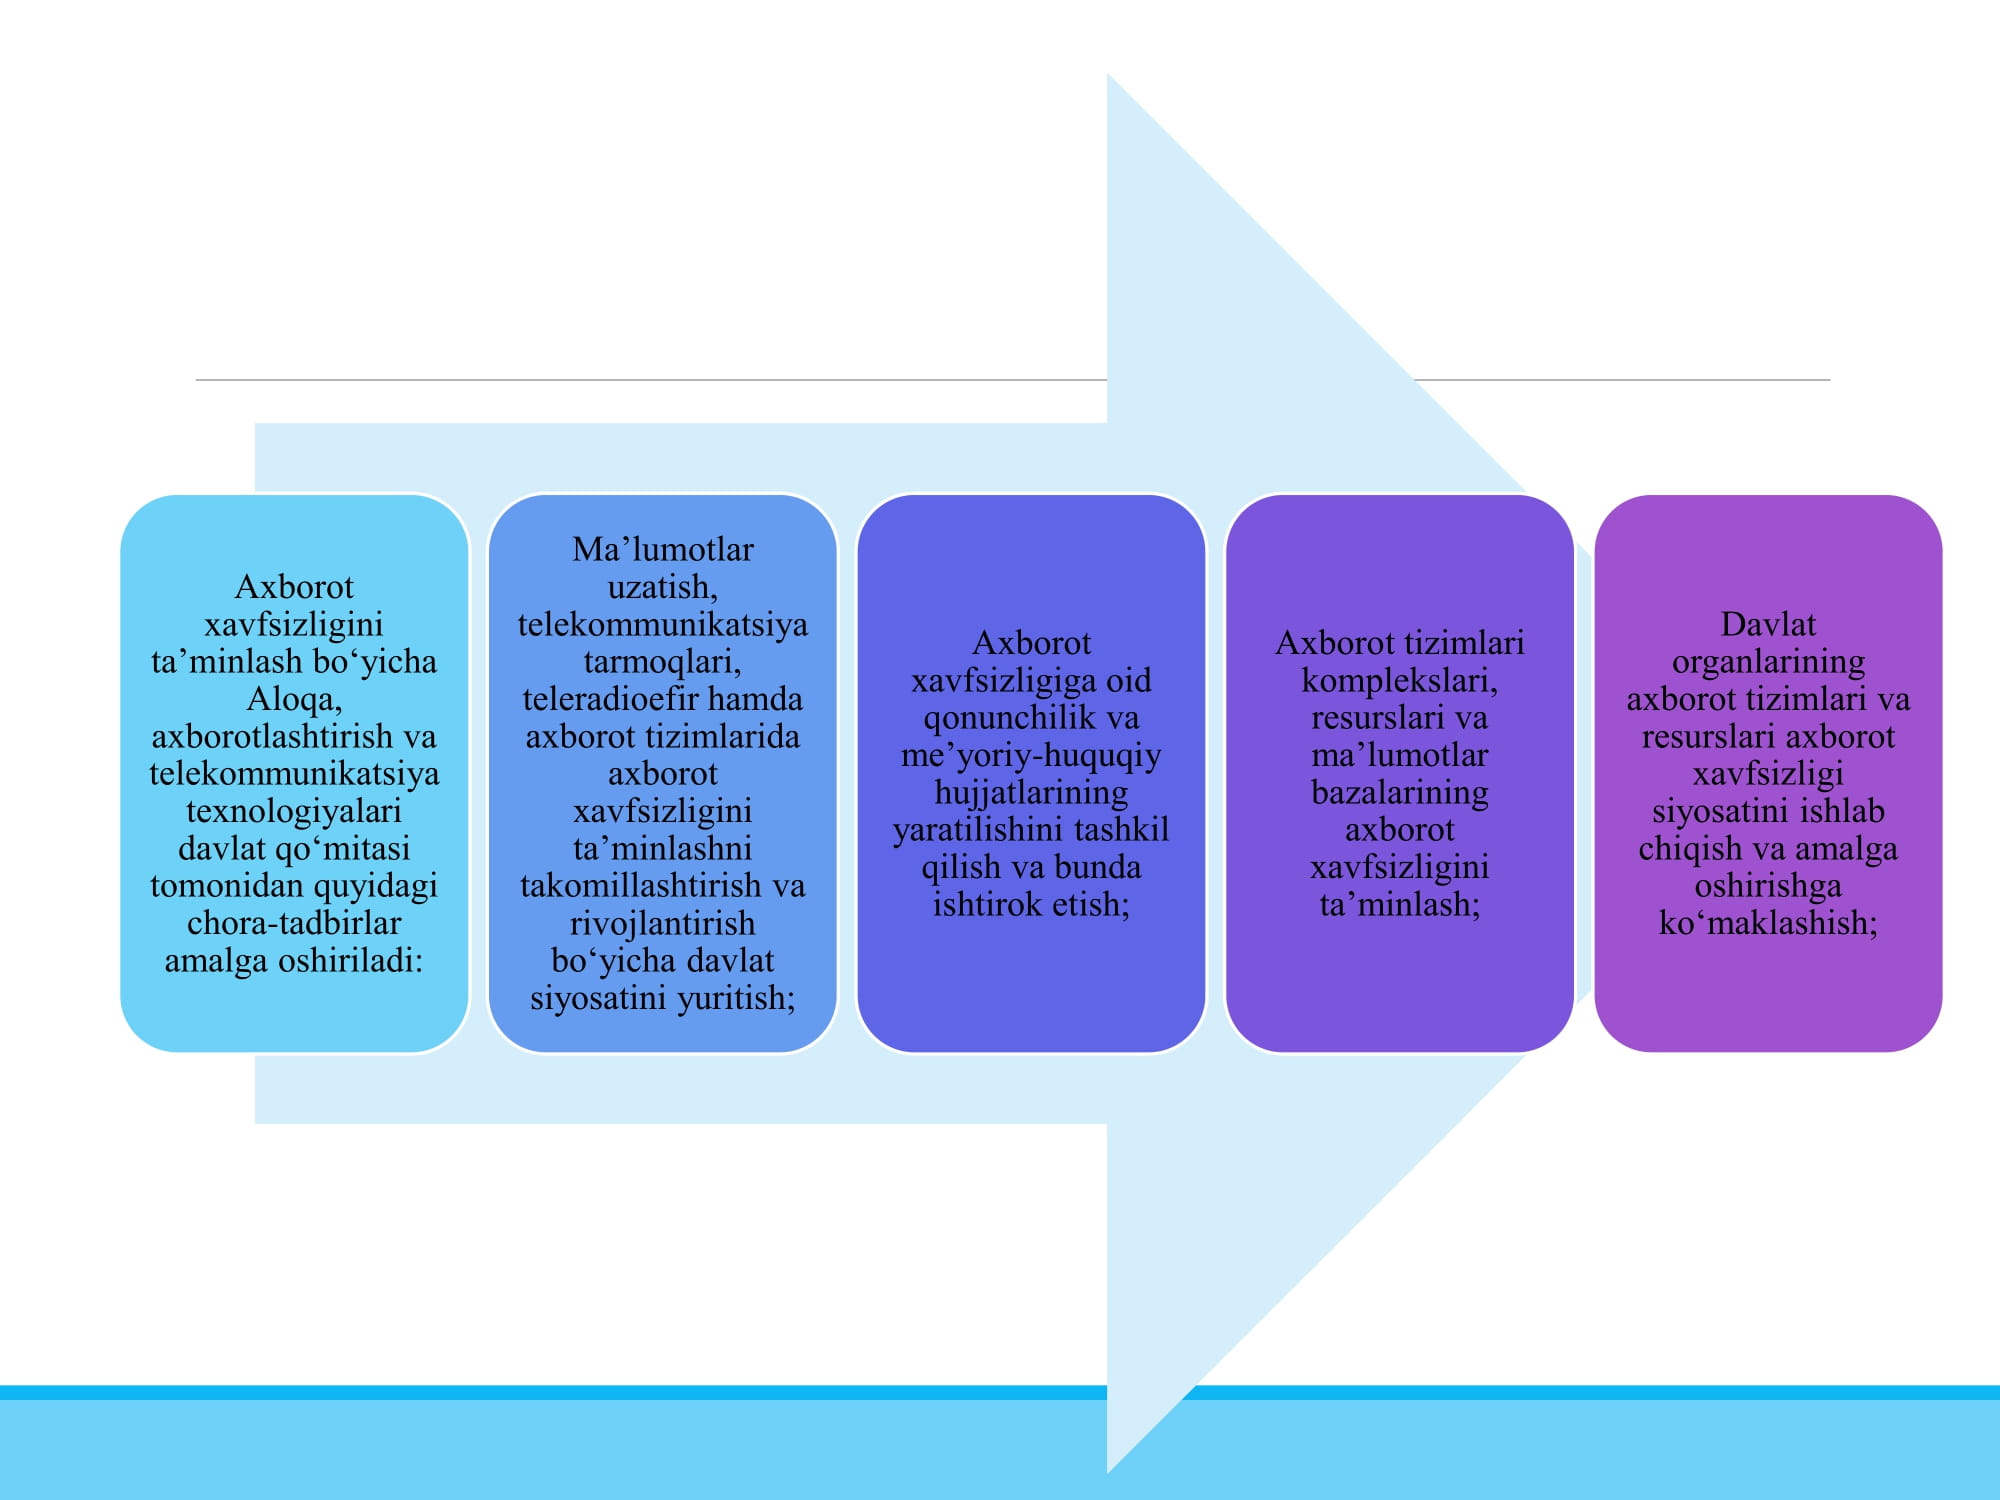 Axborot
xavfsizligini
ta’minlash bo‘yicha
Aloqa,
axborotlashtirish va
telekommunikatsiya
texnologiyalari
davlat qo‘mitasi
tomonidan quyidagi
chora-tadbirlar
amalga oshiriladi:
Ma’lumotlar
uzatish,
telekommunikatsiya
tarmoqlari,
teleradioefir hamda
axborot tizimlarida
axborot
xavfsizligini
ta’minlashni
takomillashtirish va
rivojlantirish
bo‘yicha davlat
siyosatini yuritish;
Axborot
xavfsizligiga oid
qonunchilik va
me’yoriy-huquqiy
hujjatlarining
yaratilishini tashkil
qilish va bunda
ishtirok etish;
Axborot tizimlari
komplekslari,
resurslari va
ma’lumotlar
bazalarining
axborot
xavfsizligini
ta’minlash;
Davlat
organlarining
axborot tizimlari va
resurslari axborot
xavfsizligi
siyosatini ishlab
chiqish va amalga
oshirishga
ko‘maklashish;